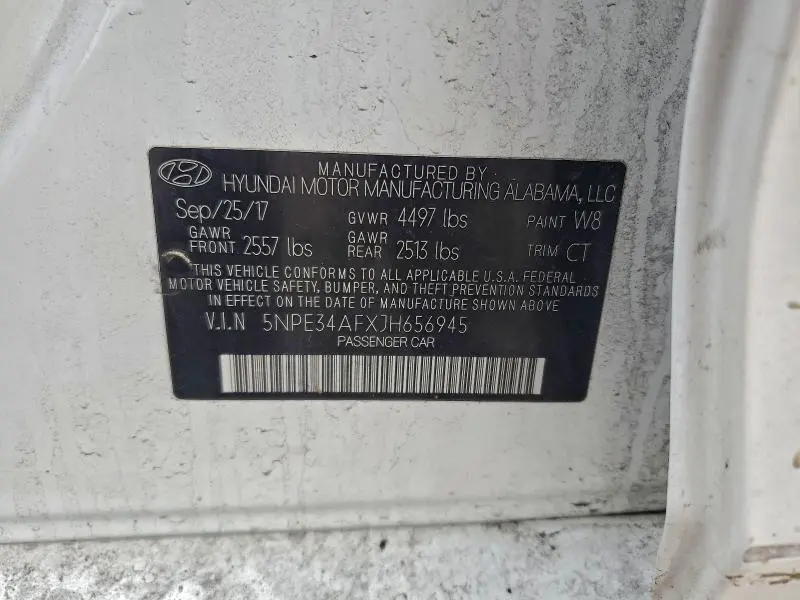 MANUFACTURED BY
HYUNDAI MOTOR MANUFACTURING ALABAMA, LLC
Sep/25/17 GVWR 4497 lbs PAINT W8
GAWR FRONT 2557 lbs GAWR REAR 2513 lbs TRIM CT
THIS VEHICLE CONFORMS TO ALL APPLICABLE U.S.A. FEDERAL
MOTOR VEHICLE SAFETY, BUMPER, AND THEFT PREVENTION STANDARDS
IN EFFECT ON THE DATE OF MANUFACTURE SHOWN ABOVE
V.I.N 5NPE34AFXJH656945
PASSENGER CAR